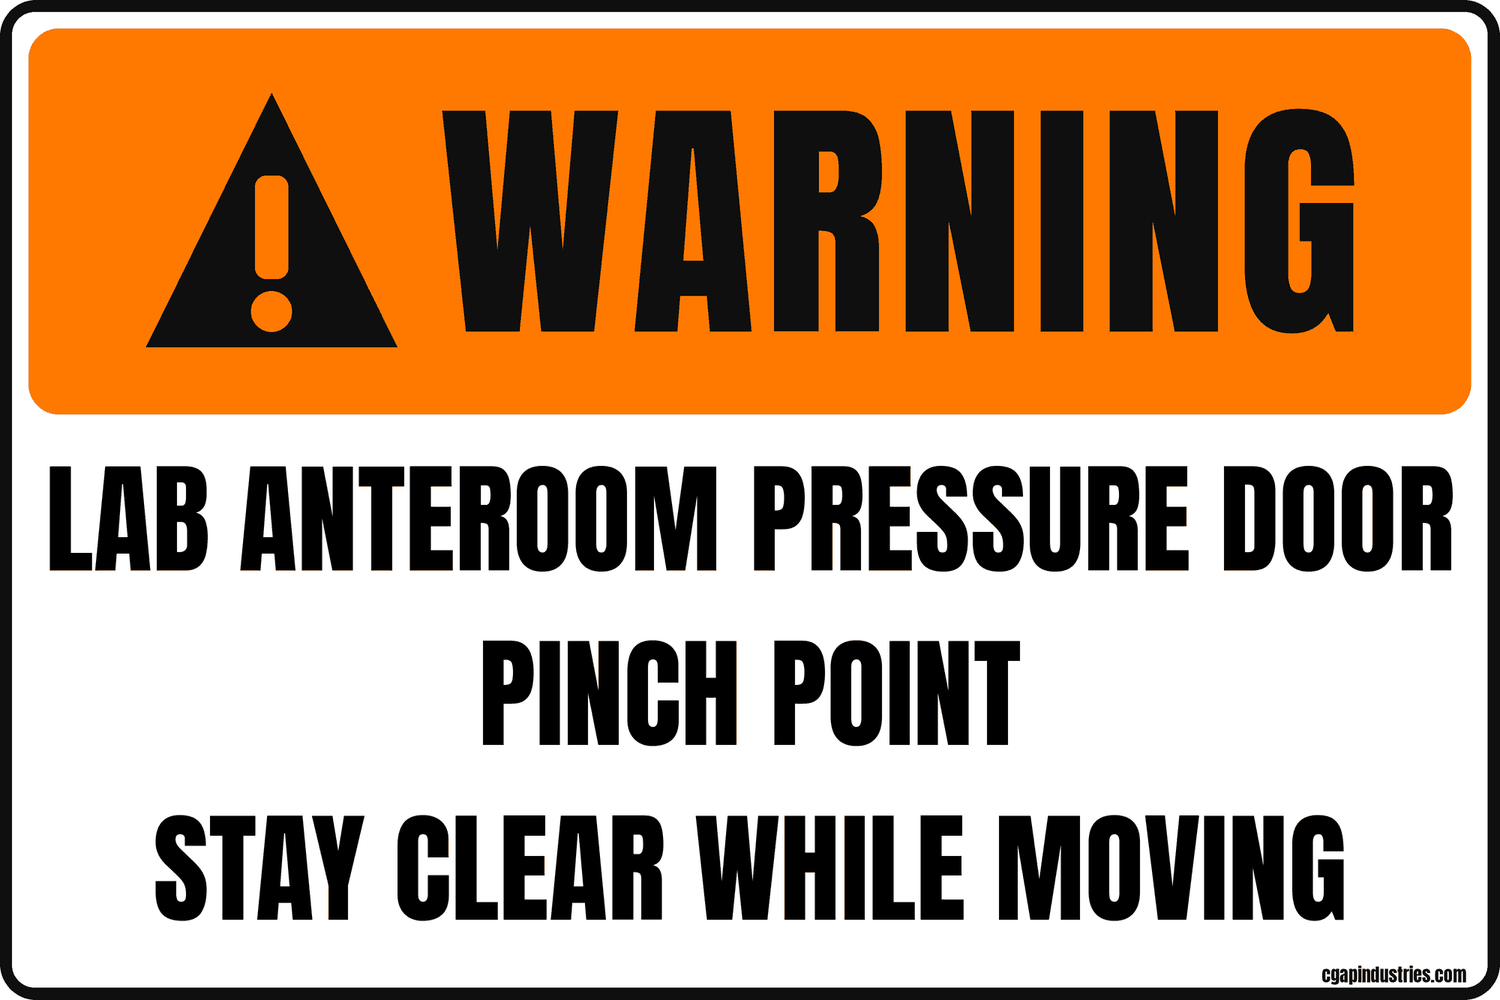 WARNING
LAB ANTEROOM PRESSURE DOOR
PINCH POINT
STAY CLEAR WHILE MOVING
cgapindustries.com